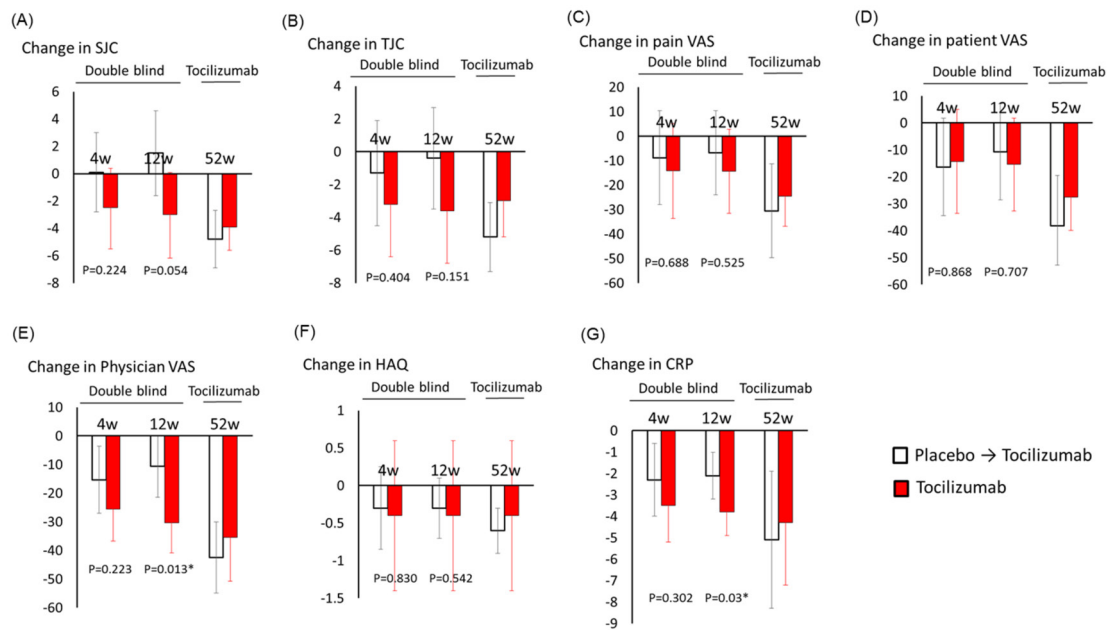 (A)
Change in SJC
Double blind Tocilizumab
6
4
2
0
-2
-4
-6
-8
4w 12w 52w
P=0.224 P=0.054
(B)
Change in TJC
Double blind Tocilizumab
4
2
0
-2
-4
-6
-8
4w 12w 52w
P=0.404 P=0.151
(C)
Change in pain VAS
Double blind Tocilizumab
20
10
0
-10
-20
-30
-40
-50
-60
4w 12w 52w
P=0.688 P=0.525
(D)
Change in patient VAS
Double blind Tocilizumab
10
0
-10
-20
-30
-40
-50
-60
4w 12w 52w
P=0.868 P=0.707
(E)
Change in Physician VAS
Double blind Tocilizumab
10
0
-10
-20
-30
-40
-50
-60
4w 12w 52w
P=0.223 P=0.013*
(F)
Change in HAQ
Double blind Tocilizumab
1
0.5
0
-0.5
-1
-1.5
4w 12w 52w
P=0.830 P=0.542
(G)
Change in CRP
Double blind Tocilizumab
4w 12w 52w
0
-1
-2
-3
-4
-5
-6
-7
-8
-9
P=0.302 P=0.03*
Placebo → Tocilizumab
Tocilizumab